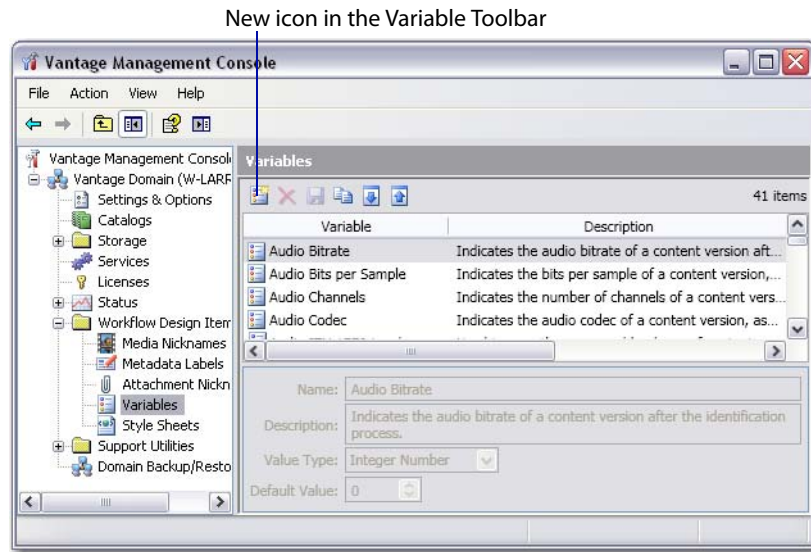 New icon in the Variable Toolbar
Vantage Management Console
File Action View Help
Vantage Management Consol
Vantage Domain (W-LARF
Settings & Options
Catalogs
Storage
Services
Licenses
Status
Workflow Design Iter
Media Nicknames
Metadata Labels
Attachment Nickn
Variables
Style Sheets
Support Utilities
Domain Backup/Resto
Variables
41 items
Variable Description
Audio Bitrate Indicates the audio bitrate of a content version aft...
Audio Bits per Sample Indicates the bits per sample of a content version,...
Audio Channels Indicates the number of channels of a content vers...
Audio Codec Indicates the audio codec of a content version, as...
Name: Audio Bitrate
Description: Indicates the audio bitrate of a content version after the identification
process.
Value Type: Integer Number
Default Value: 0